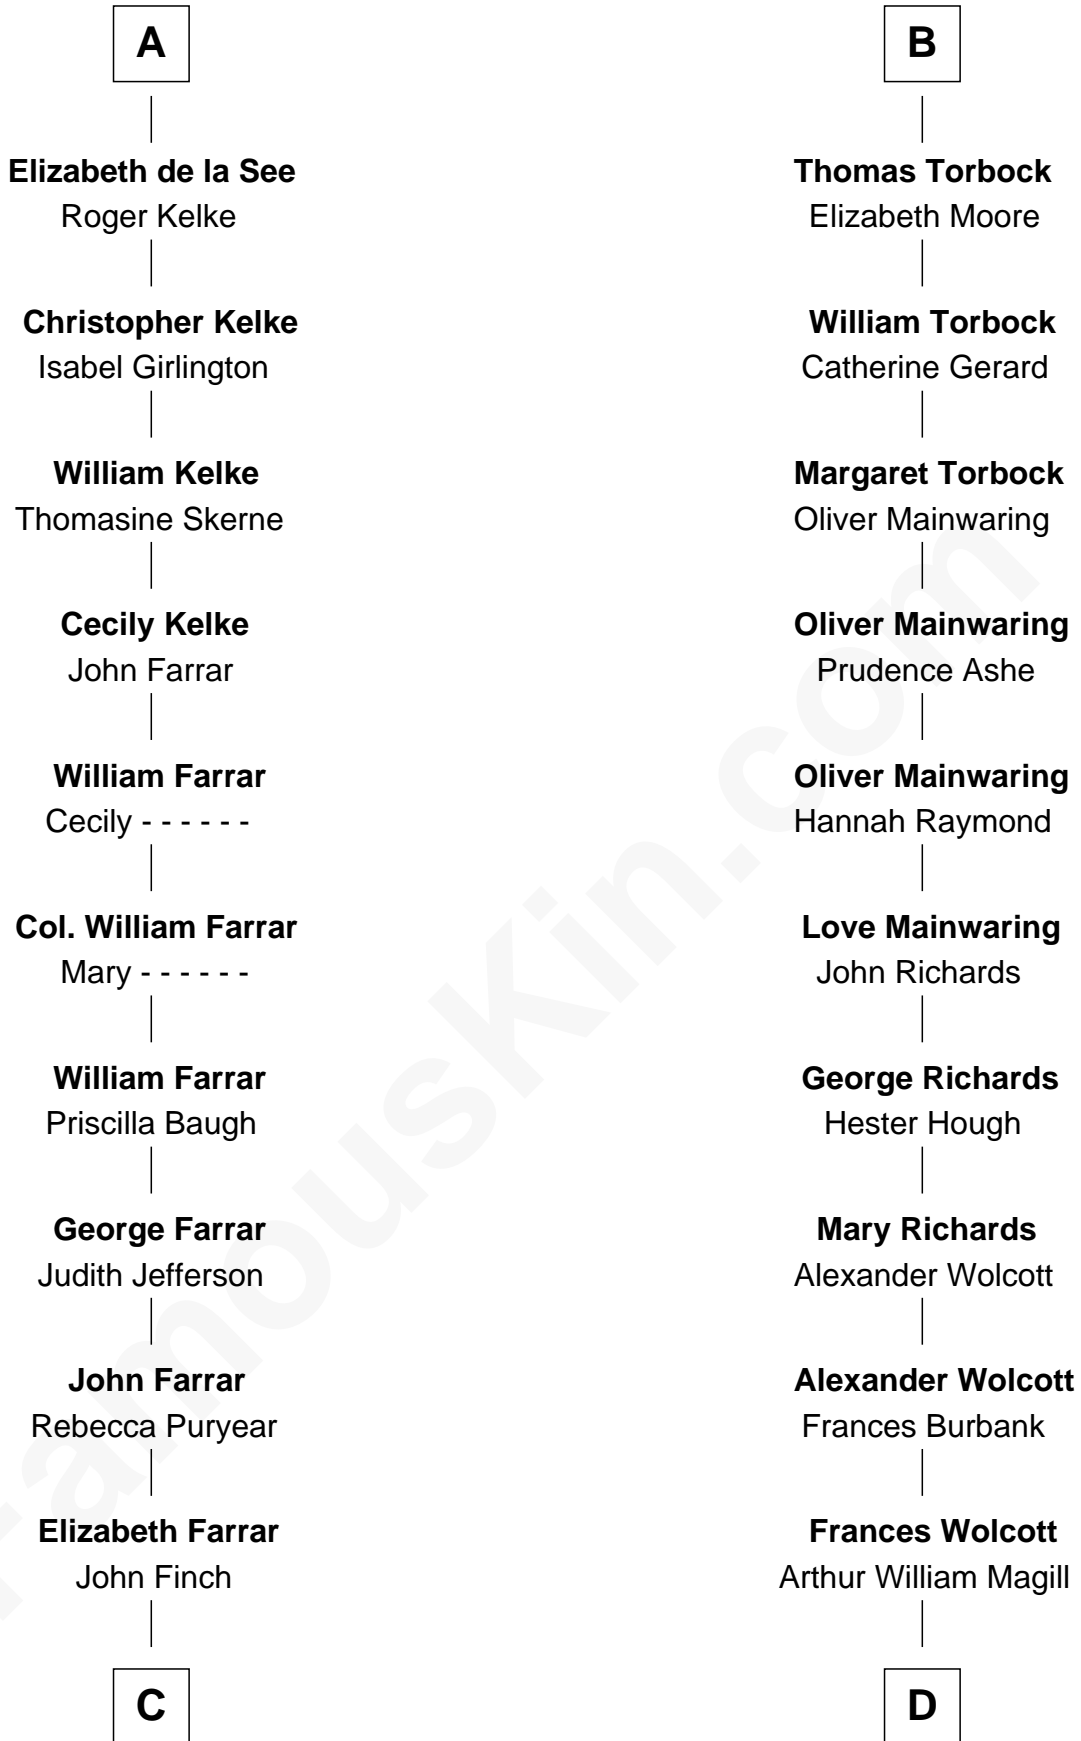 A
Elizabeth de la See
Roger Kelke
Christopher Kelke
Isabel Girlington
William Kelke
Thomasine Skerne
Cecily Kelke
John Farrar
William Farrar
Cecily - - - - - -
Col. William Farrar
Mary - - - - - -
William Farrar
Priscilla Baugh
George Farrar
Judith Jefferson
John Farrar
Rebecca Puryear
Elizabeth Farrar
John Finch
C
B
Thomas Torbock
Elizabeth Moore
William Torbock
Catherine Gerard
Margaret Torbock
Oliver Mainwaring
Oliver Mainwaring
Prudence Ashe
Oliver Mainwaring
Hannah Raymond
Love Mainwaring
John Richards
George Richards
Hester Hough
Mary Richards
Alexander Wolcott
Alexander Wolcott
Frances Burbank
Frances Wolcott
Arthur William Magill
D
FamousKin.com